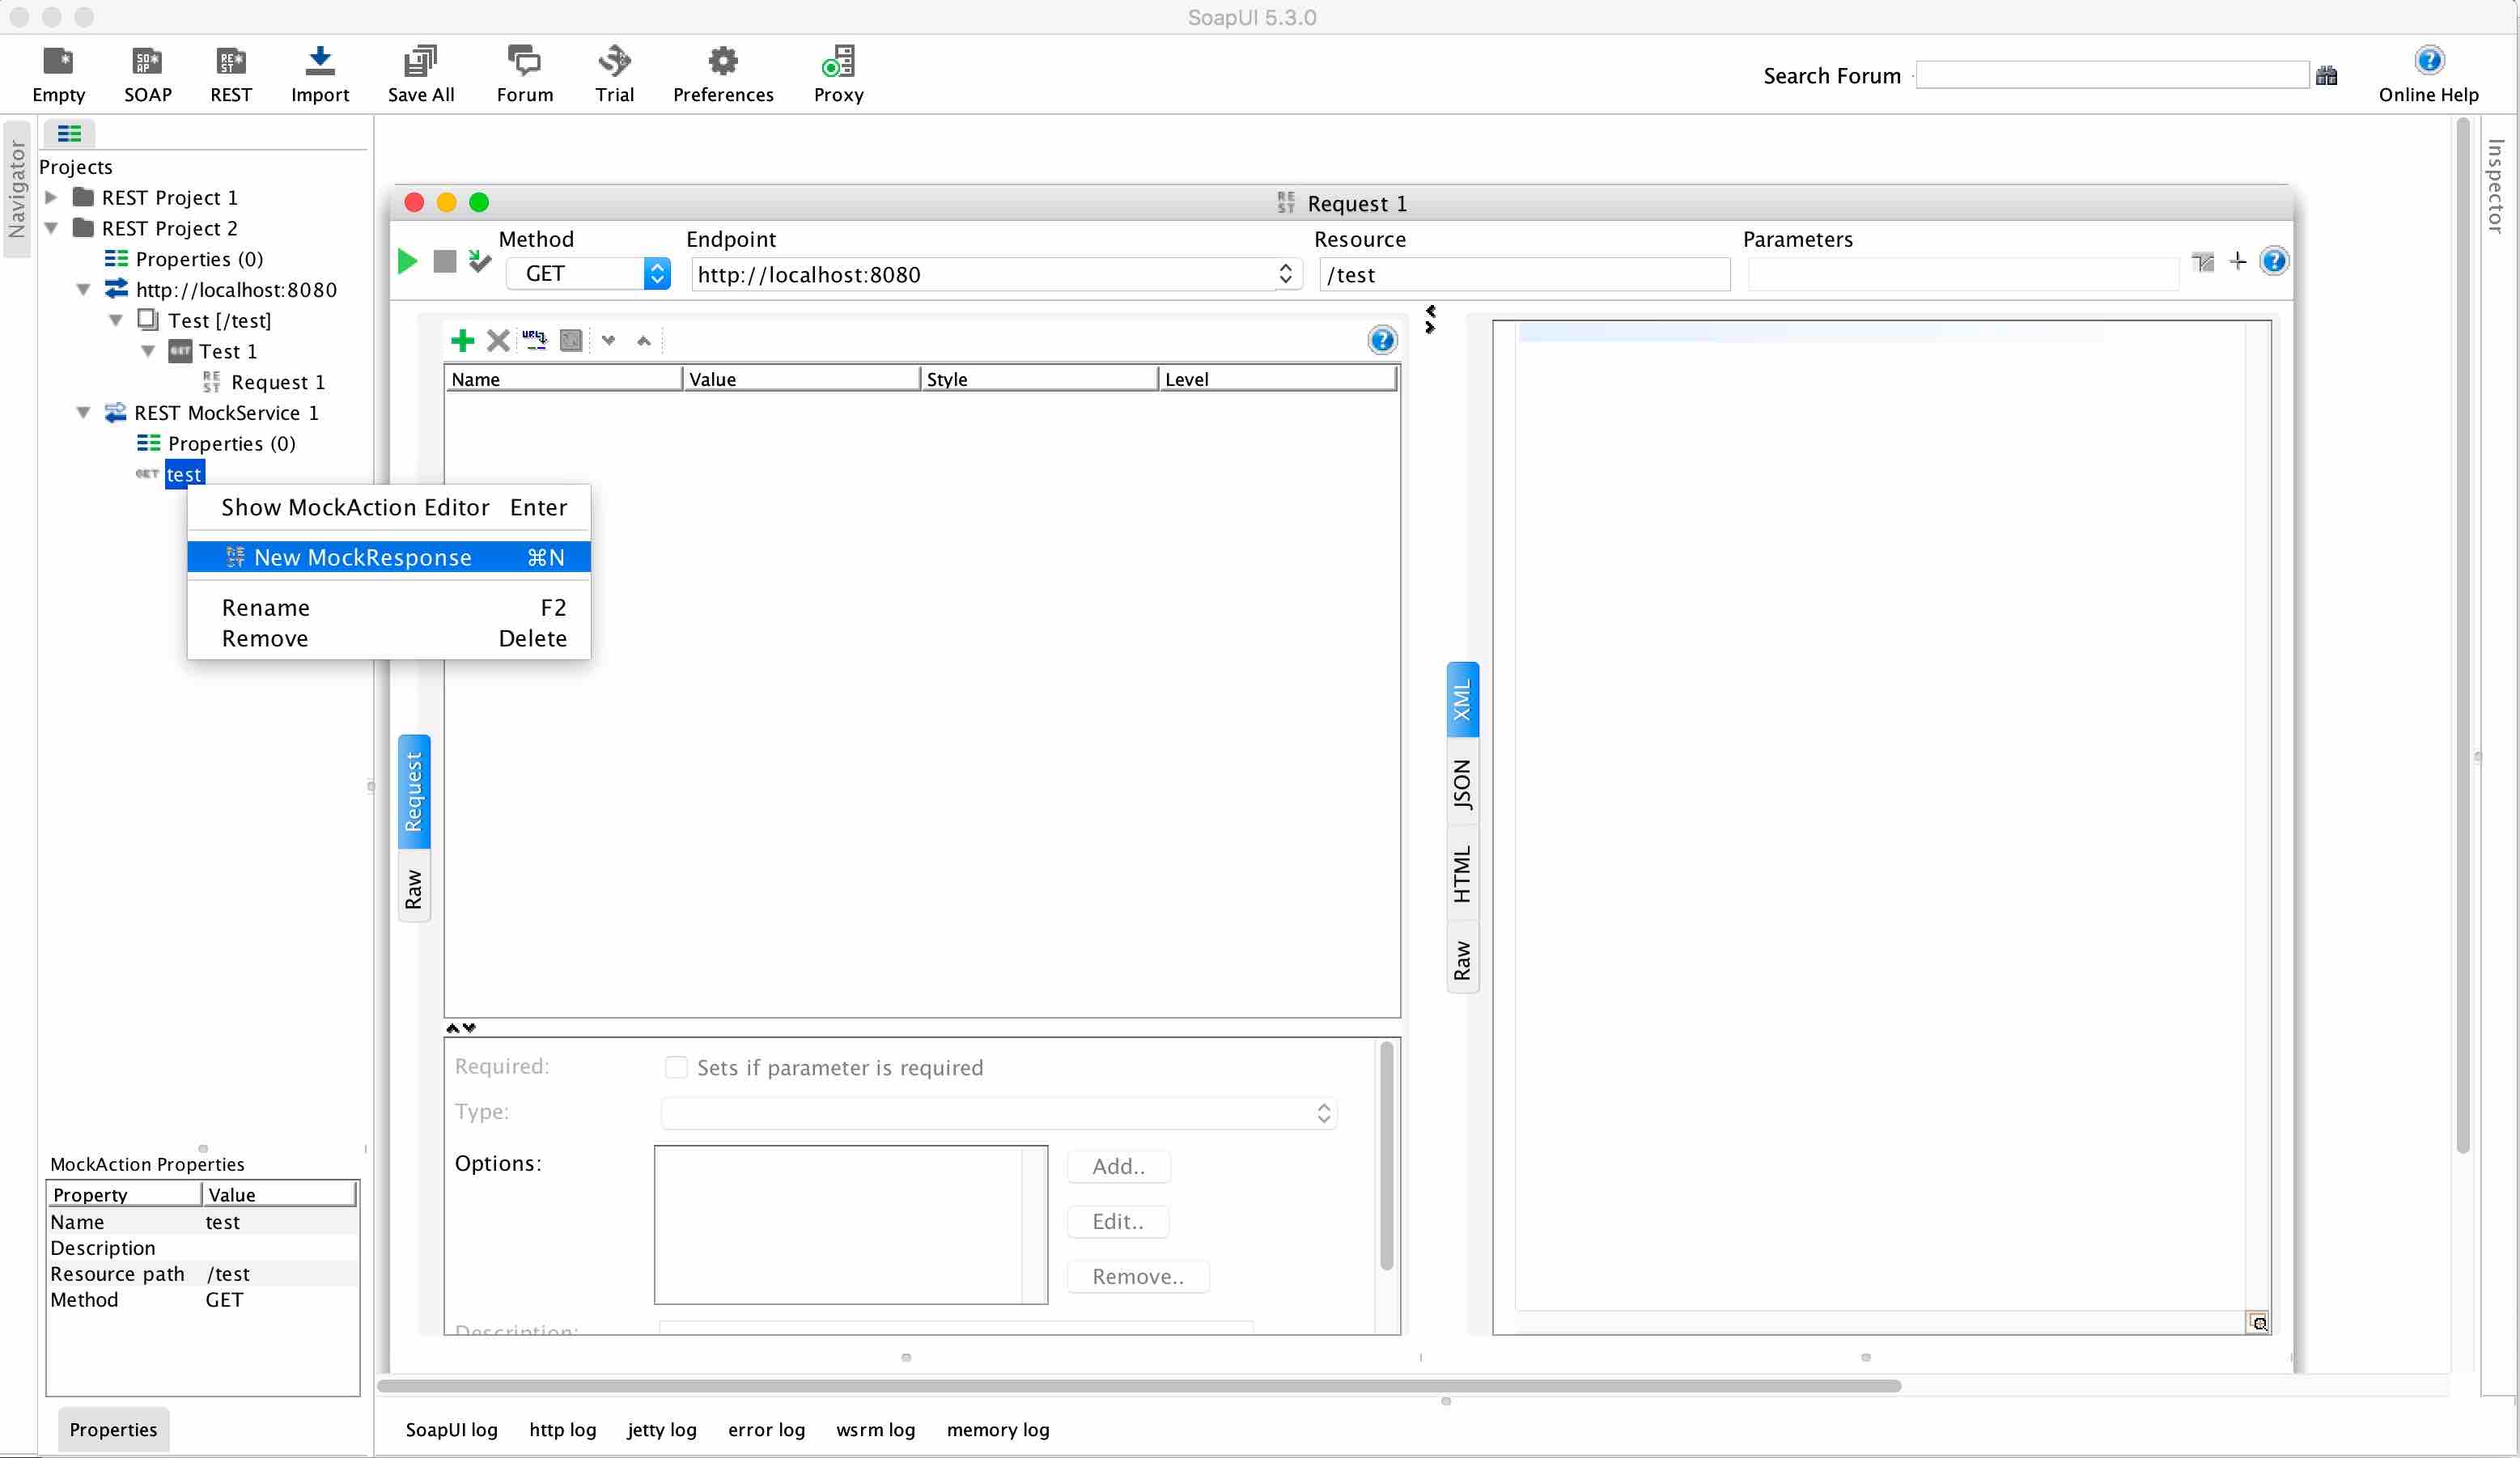 SoapUI 5.3.0
Empty
SOAP
REST
Import
Save All
Forum
Trial
Preferences
Proxy
Search Forum
Online Help
Navigator
Inspector
Projects
REST Project 1
REST Project 2
Properties (0)
http://localhost:8080
Test [/test]
GET Test 1
REST Request 1
REST MockService 1
Properties (0)
GET test
Show MockAction Editor Enter
REST New MockResponse ⌘N
Rename F2
Remove Delete
REST Request 1
Method
Endpoint
Resource
Parameters
GET
http://localhost:8080
/test
Name
Value
Style
Level
Request
Raw
XML
JSON
HTML
Raw
Required:
Sets if parameter is required
Type:
Options:
Add..
Edit..
Remove..
Description:
MockAction Properties
Property Value
Name test
Description
Resource path /test
Method GET
Properties
SoapUI log
http log
jetty log
error log
wsrm log
memory log